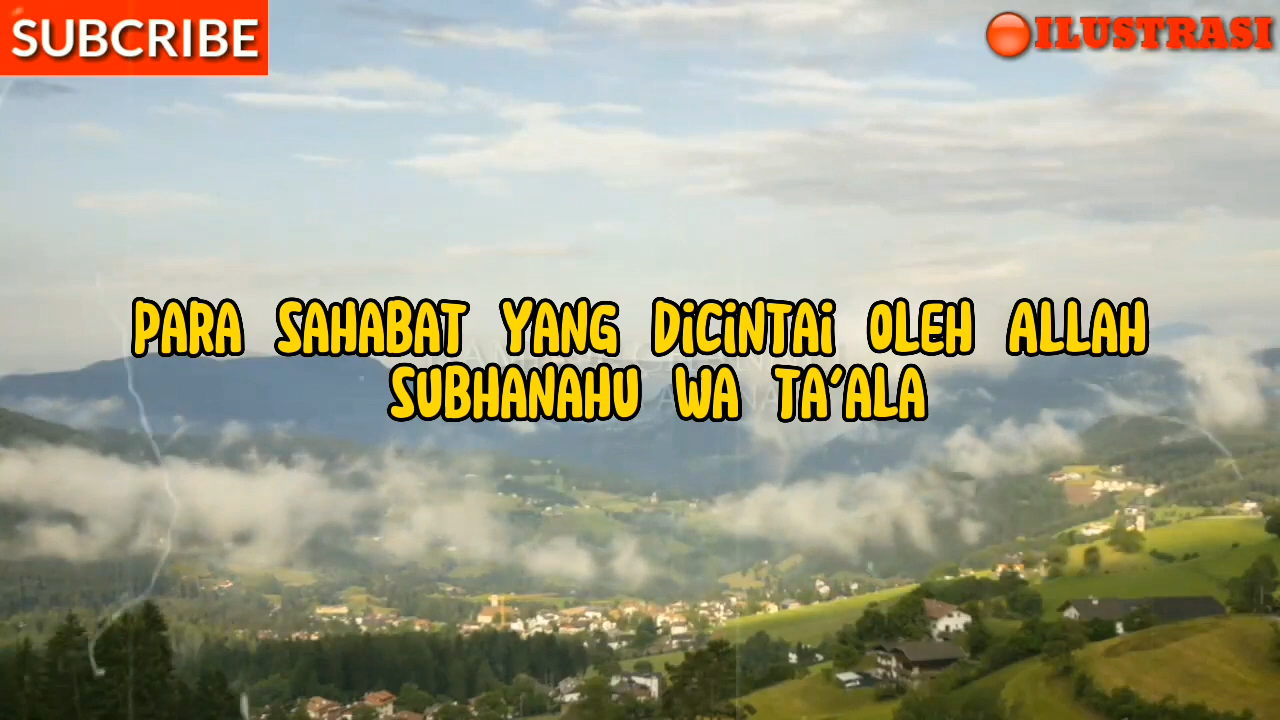 SUBCRIBE
ILUSTRASI
PARA SAHABAT YANG DiCiNTAi OLEH ALLAH
SUBHANAHU WA TA'ALA